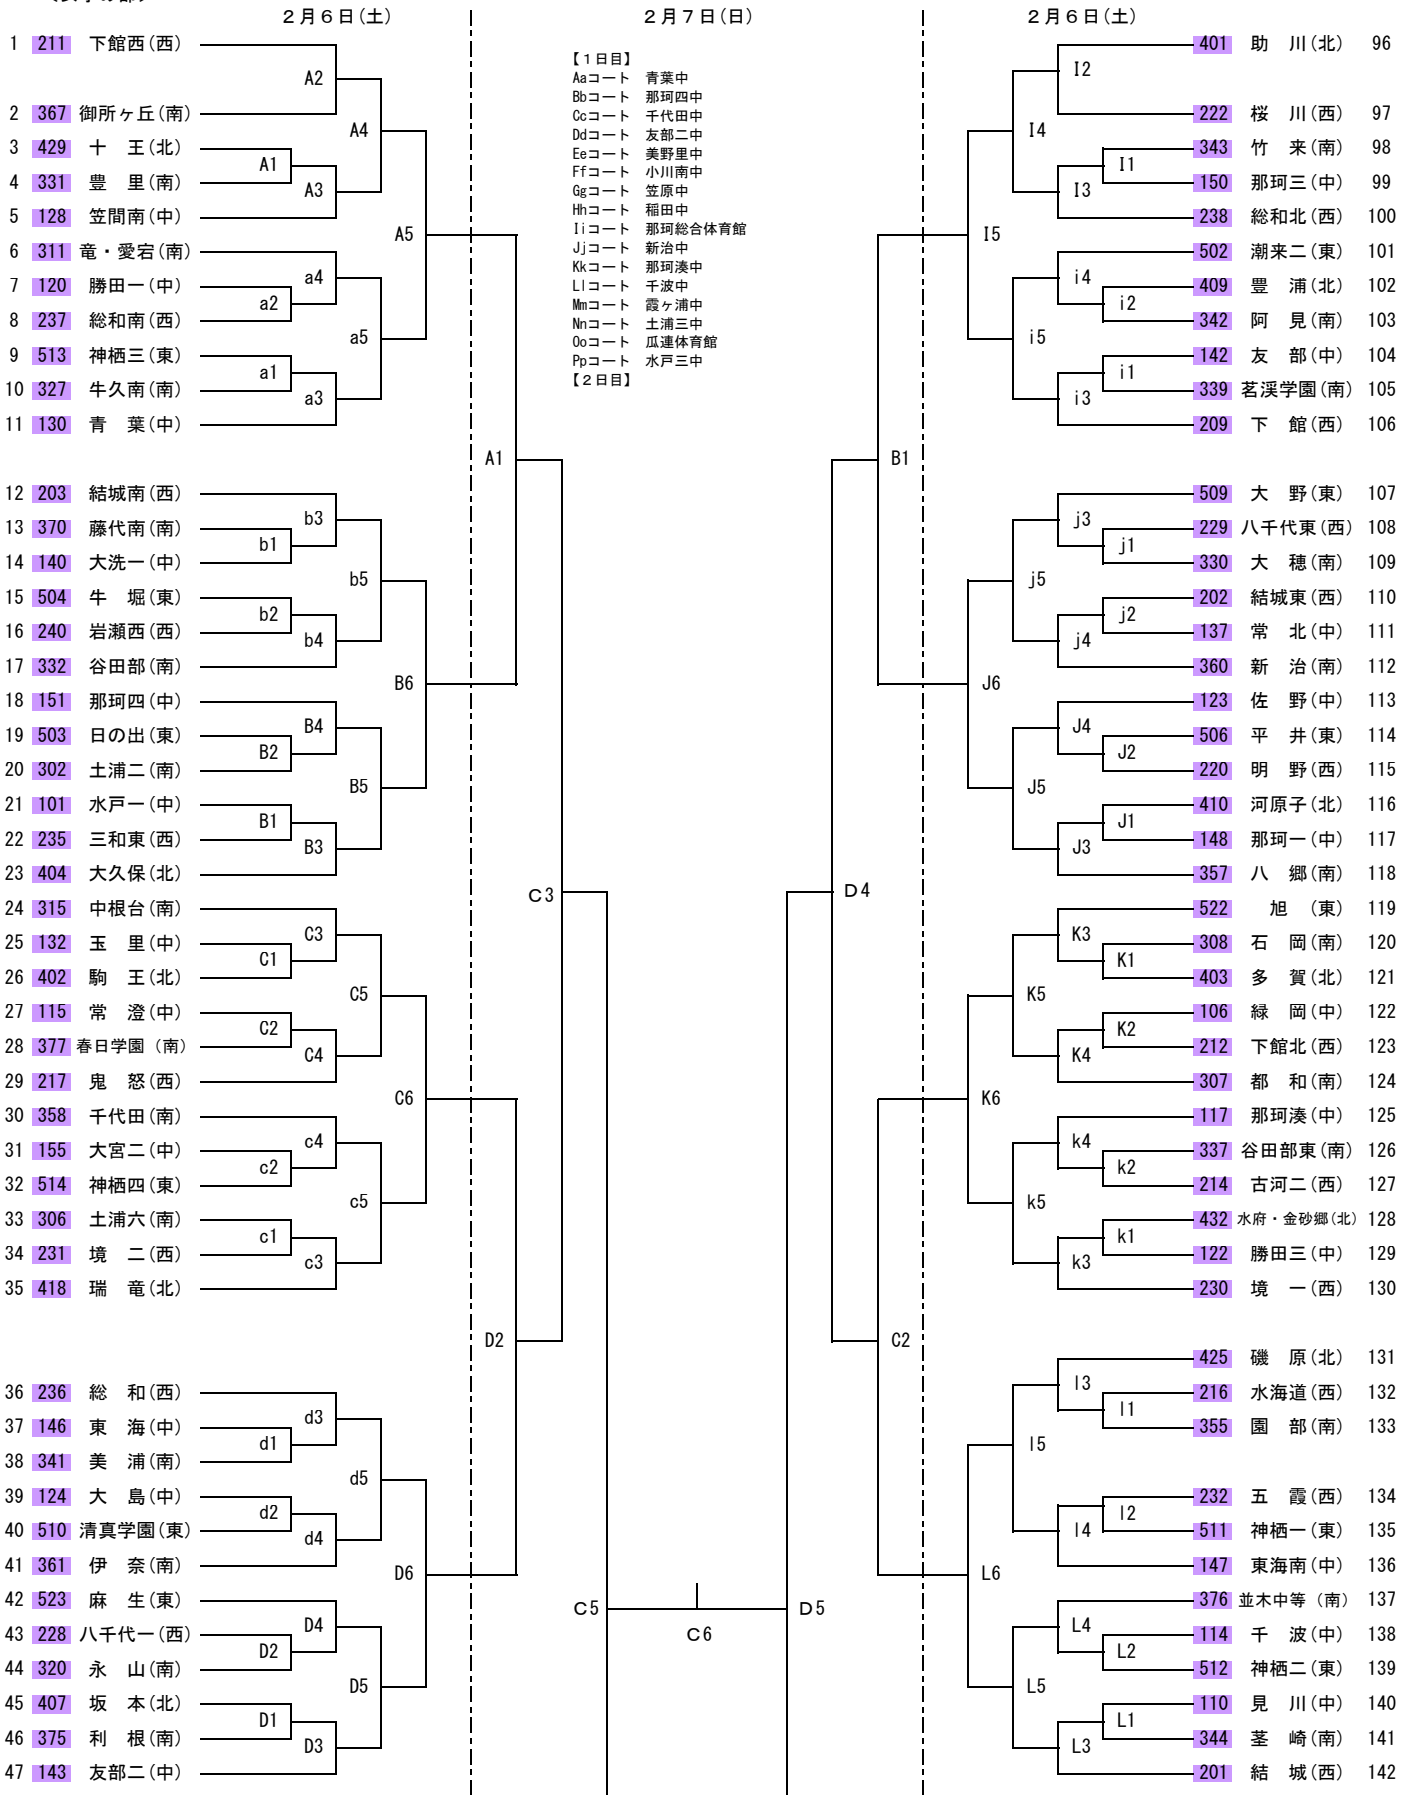 ２月６日(土)
２月７日(日)
２月６日(土)
1 211 下館西(西)
2 367 御所ヶ丘(南)
3 429 十 王(北)
4 331 豊 里(南)
5 128 笠間南(中)
6 311 竜・愛宕(南)
7 120 勝田一(中)
8 237 総和南(西)
9 513 神栖三(東)
10 327 牛久南(南)
11 130 青 葉(中)
12 203 結城南(西)
13 370 藤代南(南)
14 140 大洗一(中)
15 504 牛 堀(東)
16 240 岩瀬西(西)
17 332 谷田部(南)
18 151 那珂四(中)
19 503 日の出(東)
20 302 土浦二(南)
21 101 水戸一(中)
22 235 三和東(西)
23 404 大久保(北)
24 315 中根台(南)
25 132 玉 里(中)
26 402 駒 王(北)
27 115 常 澄(中)
28 377 春日学園（南)
29 217 鬼 怒(西)
30 358 千代田(南)
31 155 大宮二(中)
32 514 神栖四(東)
33 306 土浦六(南)
34 231 境 二(西)
35 418 瑞 竜(北)
36 236 総 和(西)
37 146 東 海(中)
38 341 美 浦(南)
39 124 大 島(中)
40 510 清真学園(東)
41 361 伊 奈(南)
42 523 麻 生(東)
43 228 八千代一(西)
44 320 永 山(南)
45 407 坂 本(北)
46 375 利 根(南)
47 143 友部二(中)
A2
A4
A1
A3
A5
a4
a2
a5
a1
a3
A1
b3
b1
b5
b2
b4
B6
B4
B2
B5
B1
B3
C3
C3
C1
C5
C2
C4
C6
c4
c2
c5
c1
c3
D2
d3
d1
d5
d2
d4
D6
D4
D2
D5
D1
D3
【１日目】
Aaコート 青葉中
Bbコート 那珂四中
Ccコート 千代田中
Ddコート 友部二中
Eeコート 美野里中
Ffコート 小川南中
Ggコート 笠原中
Hhコート 稲田中
Iiコート 那珂総合体育館
Jjコート 新治中
Kkコート 那珂湊中
Llコート 千波中
Mmコート 霞ヶ浦中
Nnコート 土浦三中
Ooコート 瓜連体育館
Ppコート 水戸三中
【２日目】
C5
C6
D5
D4
I2
I4
I1
I3
I5
i4
i2
i5
i1
i3
B1
j3
j1
j5
j2
j4
J6
J4
J2
J5
J1
J3
K3
K1
K5
K2
K4
K6
k4
k2
k5
k1
k3
C2
l3
l1
l5
l2
l4
L6
L4
L2
L5
L1
L3
401 助 川(北) 96
222 桜 川(西) 97
343 竹 来(南) 98
150 那珂三(中) 99
238 総和北(西) 100
502 潮来二(東) 101
409 豊 浦(北) 102
342 阿 見(南) 103
142 友 部(中) 104
339 茗渓学園(南) 105
209 下 館(西) 106
509 大 野(東) 107
229 八千代東(西) 108
330 大 穂(南) 109
202 結城東(西) 110
137 常 北(中) 111
360 新 治(南) 112
123 佐 野(中) 113
506 平 井(東) 114
220 明 野(西) 115
410 河原子(北) 116
148 那珂一(中) 117
357 八 郷(南) 118
522 旭 （東) 119
308 石 岡(南) 120
403 多 賀(北) 121
106 緑 岡(中) 122
212 下館北(西) 123
307 都 和(南) 124
117 那珂湊(中) 125
337 谷田部東(南) 126
214 古河二(西) 127
432 水府・金砂郷(北) 128
122 勝田三(中) 129
230 境 一(西) 130
425 磯 原(北) 131
216 水海道(西) 132
355 園 部(南) 133
232 五 霞(西) 134
511 神栖一(東) 135
147 東海南(中) 136
376 並木中等（南) 137
114 千 波(中) 138
512 神栖二(東) 139
110 見 川(中) 140
344 茎 崎(南) 141
201 結 城(西) 142